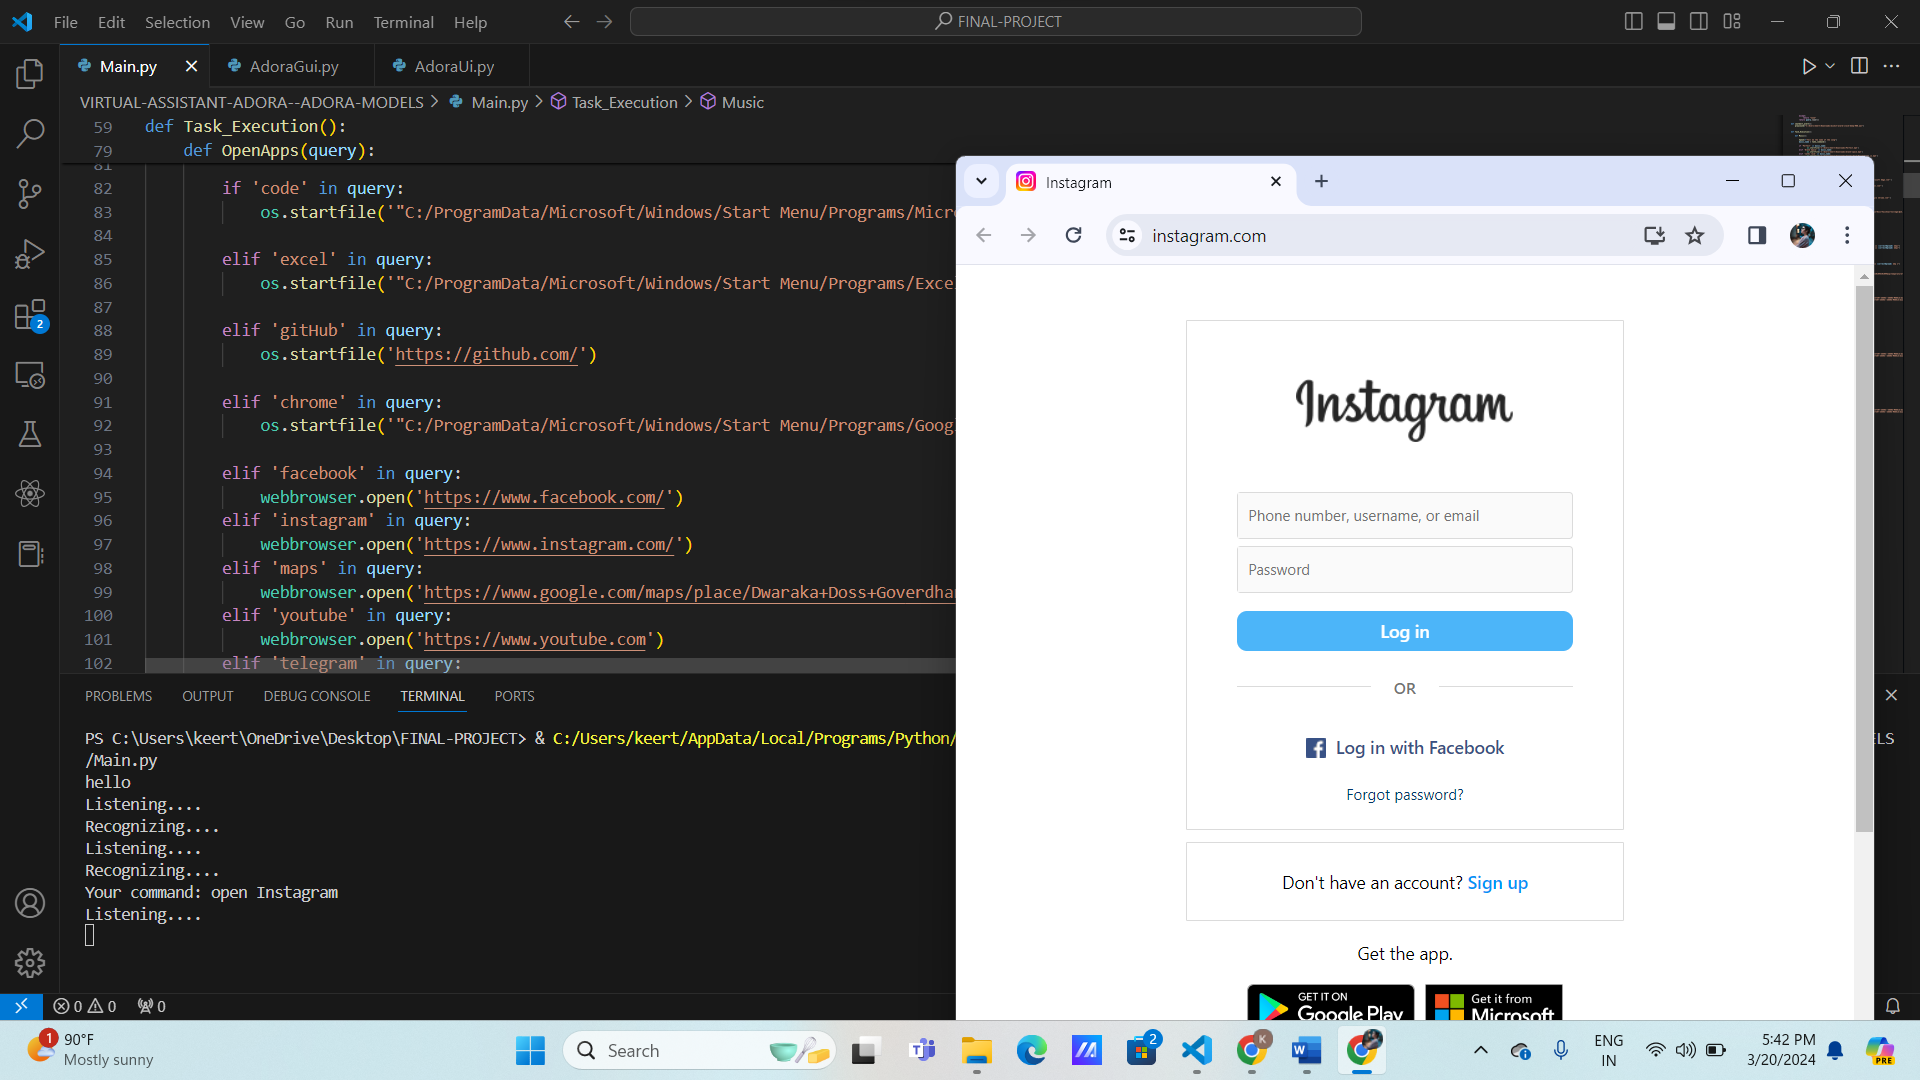 File Edit Selection View Go Run Terminal Help
FINAL-PROJECT
Main.py AdoraGui.py AdoraUi.py
VIRTUAL-ASSISTANT-ADORA--ADORA-MODELS > Main.py > Task_Execution > Music
59 def Task_Execution():
79 def OpenApps(query):
81
82 if 'code' in query:
83 os.startfile('"C:/ProgramData/Microsoft/Windows/Start Menu/Programs/Micr
84
85 elif 'excel' in query:
86 os.startfile('"C:/ProgramData/Microsoft/Windows/Start Menu/Programs/Exce
87
88 elif 'gitHub' in query:
89 os.startfile('https://github.com/')
90
91 elif 'chrome' in query:
92 os.startfile('"C:/ProgramData/Microsoft/Windows/Start Menu/Programs/Goog
93
94 elif 'facebook' in query:
95 webbrowser.open('https://www.facebook.com/')
96 elif 'instagram' in query:
97 webbrowser.open('https://www.instagram.com/')
98 elif 'maps' in query:
99 webbrowser.open('https://www.google.com/maps/place/Dwaraka+Doss+Goverdha
100 elif 'youtube' in query:
101 webbrowser.open('https://www.youtube.com')
102 elif 'telegram' in query:
PROBLEMS OUTPUT DEBUG CONSOLE TERMINAL PORTS
PS C:\Users\keert\OneDrive\Desktop\FINAL-PROJECT> & C:/Users/keert/AppData/Local/Programs/Python/
LS
/Main.py
hello
Listening....
Recognizing....
Listening....
Recognizing....
Your command: open Instagram
Listening....
0 0 0
2
Instagram
instagram.com
Instagram
Phone number, username, or email
Password
Log in
OR
Log in with Facebook
Forgot password?
Don't have an account? Sign up
Get the app.
GET IT ON
Google Play
Get it from
Microsoft
1
90°F
Mostly sunny
Search
2
K
ENG
IN
5:42 PM
3/20/2024
PRE